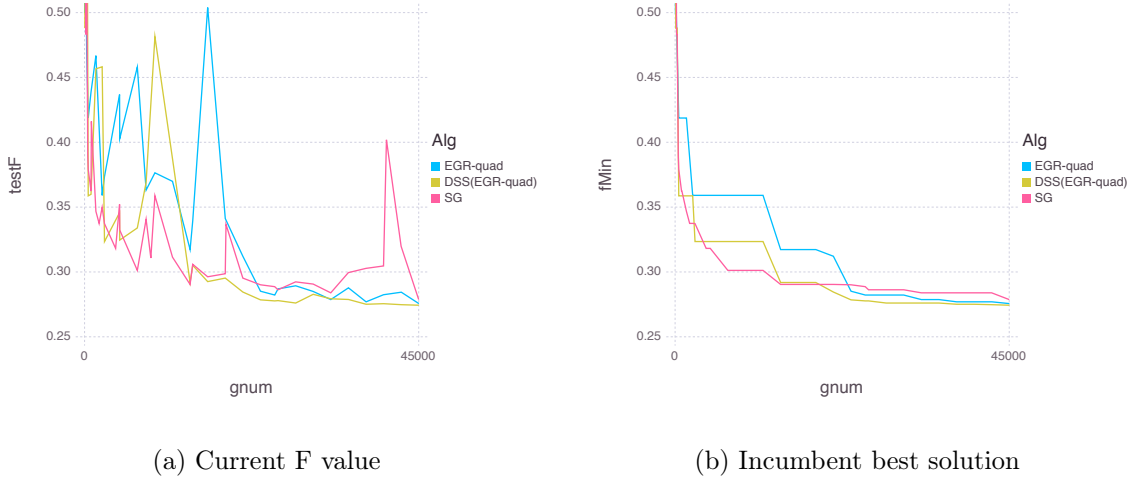 0.50
0.45
0.40
0.35
0.30
0.25
testF
0
45000
gnum
Alg
EGR-quad
DSS(EGR-quad)
SG
(a) Current F value
0.50
0.45
0.40
0.35
0.30
0.25
fMin
0
45000
gnum
Alg
EGR-quad
DSS(EGR-quad)
SG
(b) Incumbent best solution